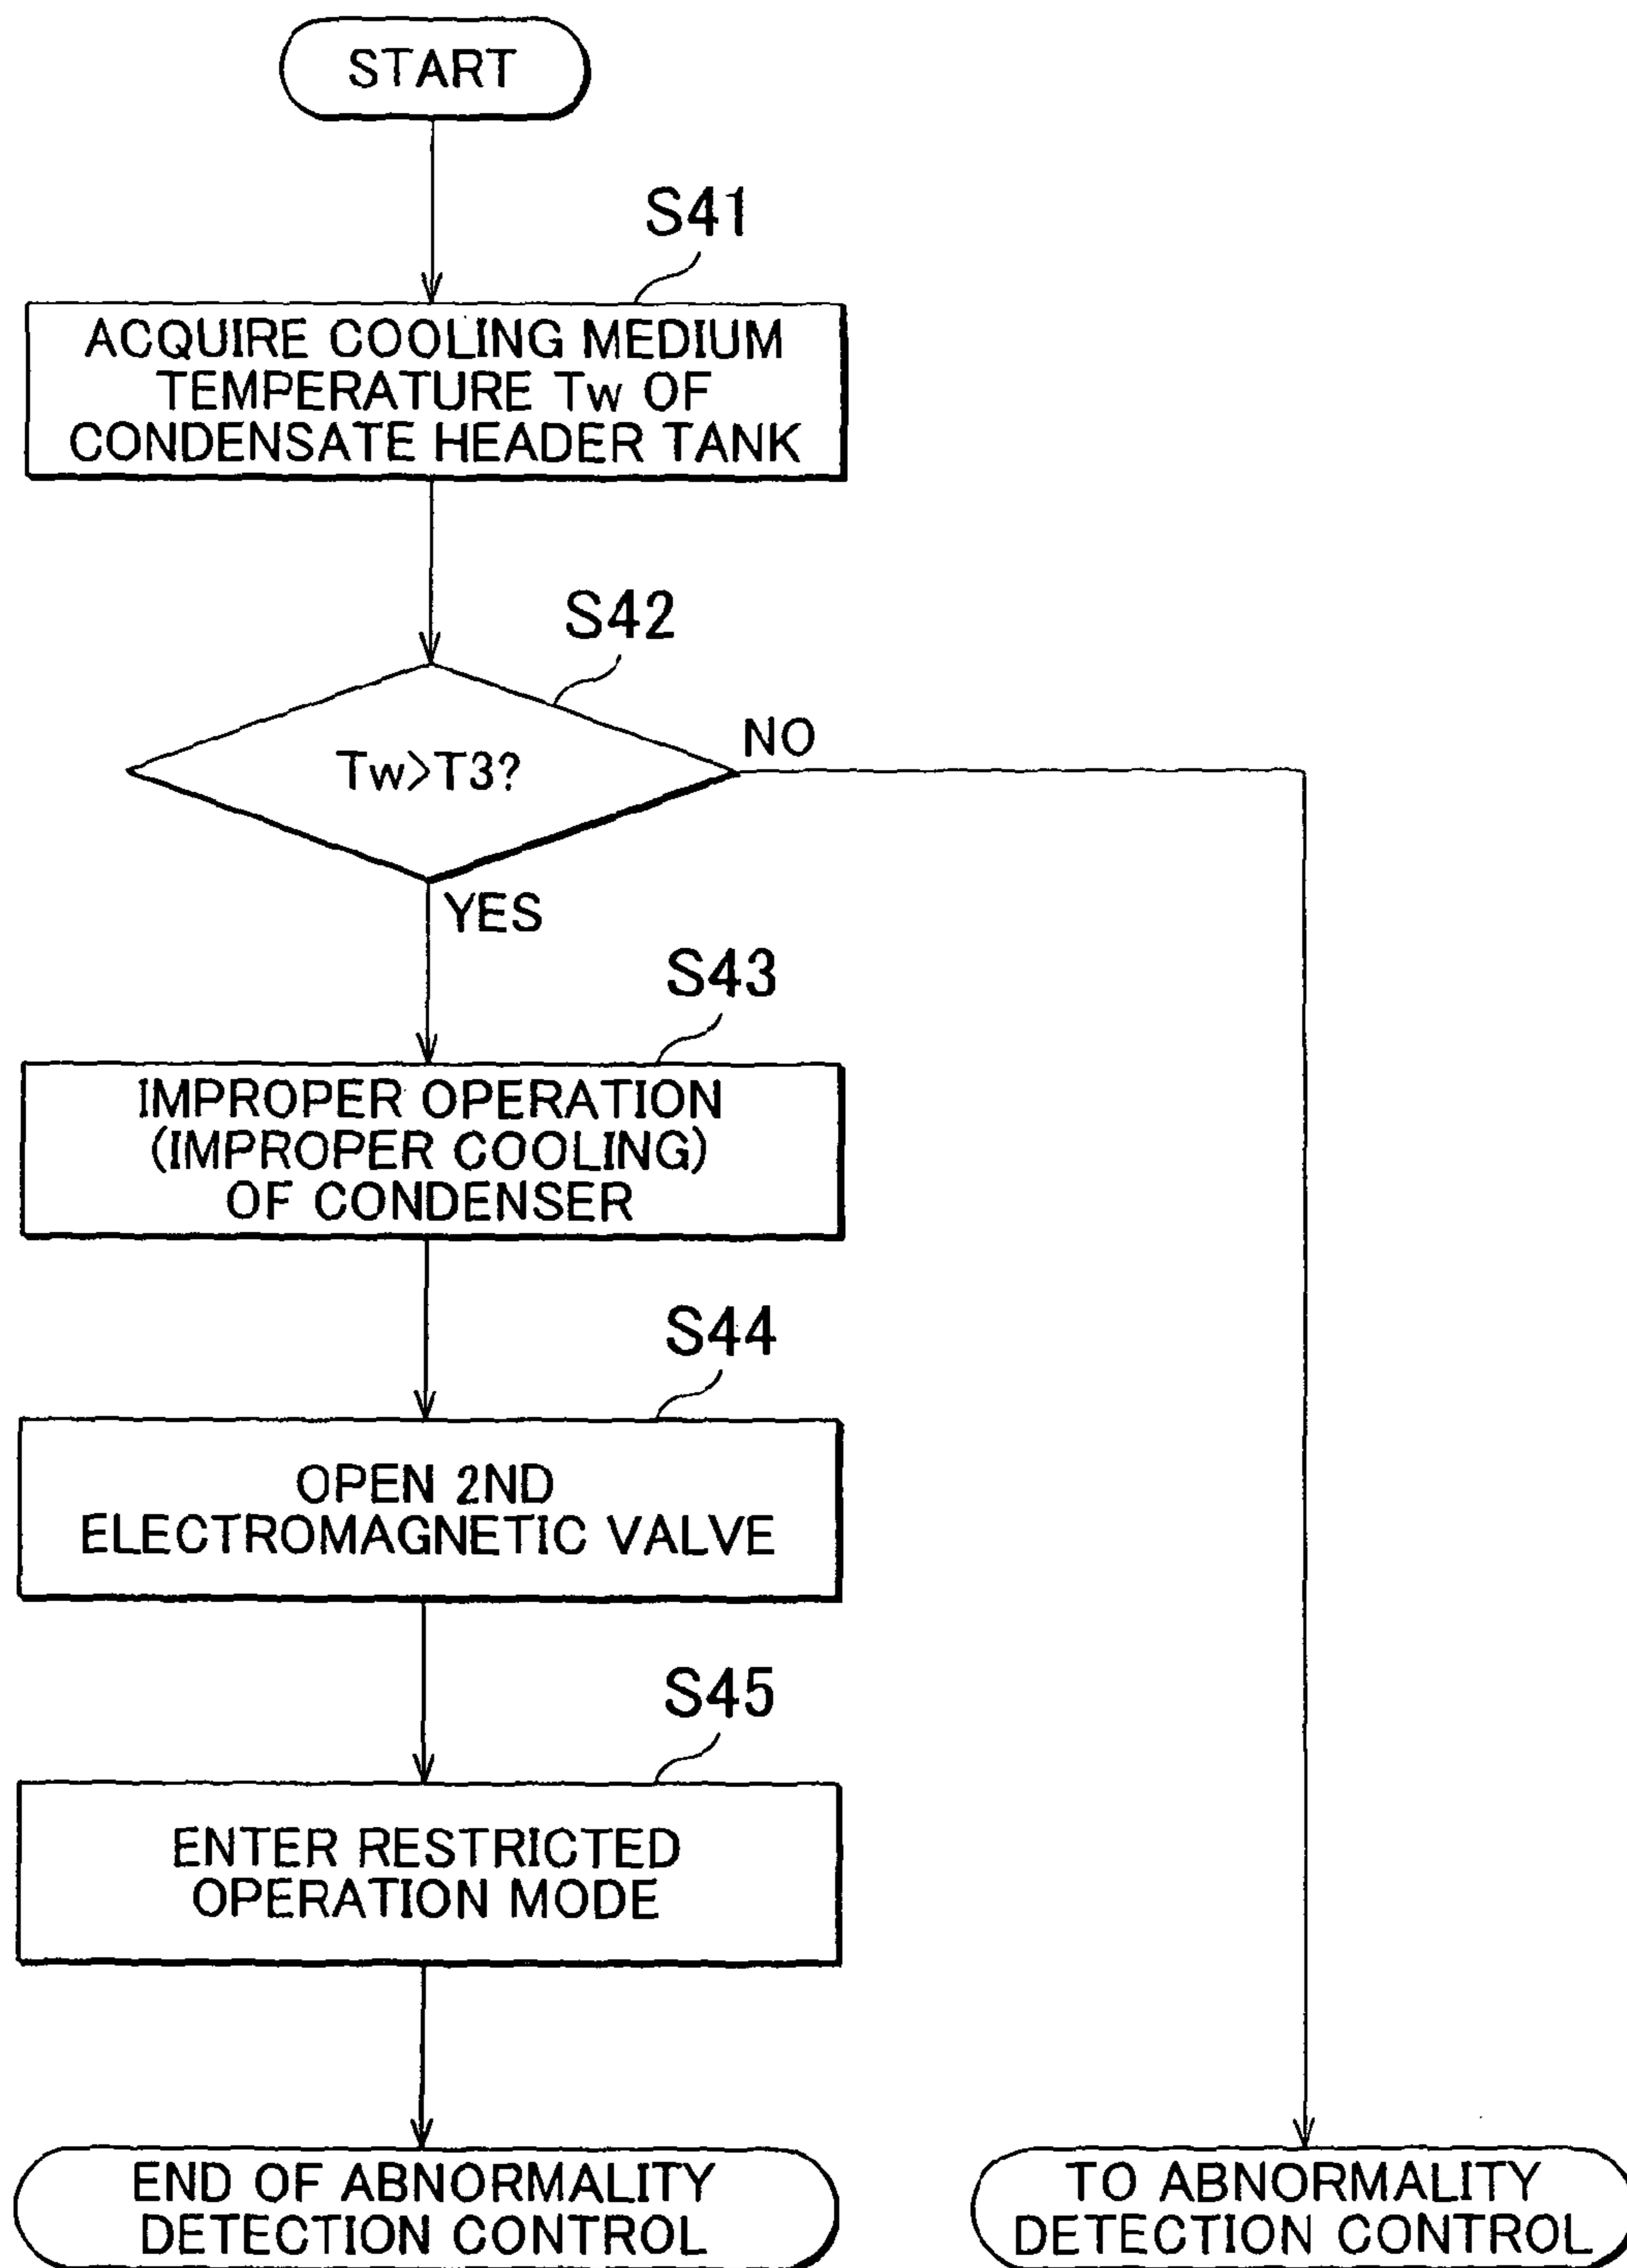 START
S41
ACQUIRE COOLING MEDIUM
TEMPERATURE Tw OF
CONDENSATE HEADER TANK
S42
Tw>T3?
NO
YES
S43
IMPROPER OPERATION
(IMPROPER COOLING)
OF CONDENSER
S44
OPEN 2ND
ELECTROMAGNETIC VALVE
S45
ENTER RESTRICTED
OPERATION MODE
END OF ABNORMALITY
DETECTION CONTROL
TO ABNORMALITY
DETECTION CONTROL